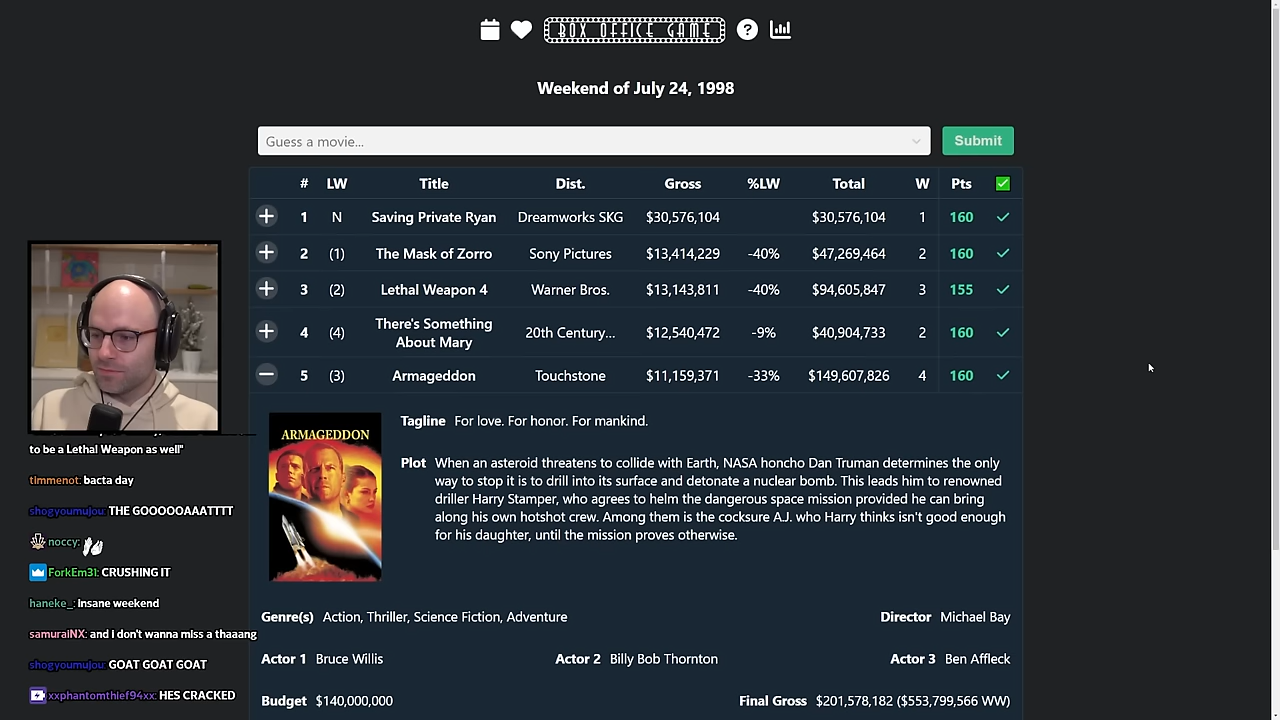 BOX OFFICE GAME
?
Weekend of July 24, 1998
Guess a movie...
Submit
# LW Title Dist. Gross %LW Total W Pts
1 N Saving Private Ryan Dreamworks SKG $30,576,104 $30,576,104 1 160
2 (1) The Mask of Zorro Sony Pictures $13,414,229 -40% $47,269,464 2 160
3 (2) Lethal Weapon 4 Warner Bros. $13,143,811 -40% $94,605,847 3 155
4 (4) There's Something About Mary 20th Century... $12,540,472 -9% $40,904,733 2 160
5 (3) Armageddon Touchstone $11,159,371 -33% $149,607,826 4 160
ARMAGEDDON
Tagline For love. For honor. For mankind.
Plot When an asteroid threatens to collide with Earth, NASA honcho Dan Truman determines the only
way to stop it is to drill into its surface and detonate a nuclear bomb. This leads him to renowned
driller Harry Stamper, who agrees to helm the dangerous space mission provided he can bring
along his own hotshot crew. Among them is the cocksure A.J. who Harry thinks isn't good enough
for his daughter, until the mission proves otherwise.
Genre(s) Action, Thriller, Science Fiction, Adventure
Director Michael Bay
Actor 1 Bruce Willis
Actor 2 Billy Bob Thornton
Actor 3 Ben Affleck
Budget $140,000,000
Final Gross $201,578,182 ($553,799,566 WW)
to be a Lethal Weapon as well"
timmenot: bacta day
shogyoumujou: THE GOOOOOAAATTTT
noccy:
ForkEm31: CRUSHING IT
haneke_: Insane weekend
samuraiNX: and i don't wanna miss a thaaang
shogyoumujou: GOAT GOAT GOAT
xxphantomthief94xx: HES CRACKED